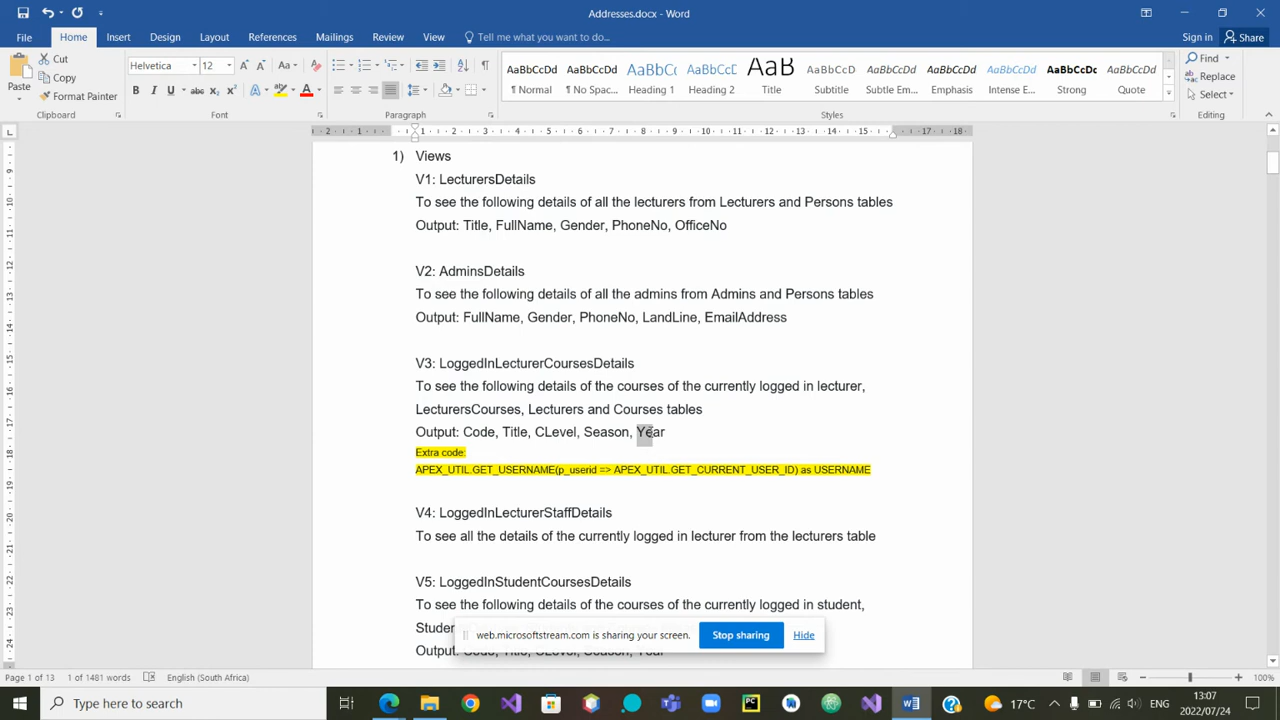 Addresses.docx - Word
File Home Insert Design Layout References Mailings Review View Tell me what you want to do... Sign in Share
Paste
Cut
Copy
Format Painter
Helvetica 12
AaBbCcDd AaBbCcDd AaBbCc AaBbCcD AaB AaBbCcDd AaBbCcDd AaBbCcDd AaBbCcDd AaBbCcDc AaBbCcDd
¶ Normal ¶ No Spac... Heading 1 Heading 2 Title Subtitle Subtle Em... Emphasis Intense E... Strong Quote
Find
Replace
Select
Clipboard Font Paragraph Styles Editing
1) Views
V1: LecturersDetails
To see the following details of all the lecturers from Lecturers and Persons tables
Output: Title, FullName, Gender, PhoneNo, OfficeNo
V2: AdminsDetails
To see the following details of all the admins from Admins and Persons tables
Output: FullName, Gender, PhoneNo, LandLine, EmailAddress
V3: LoggedInLecturerCoursesDetails
To see the following details of the courses of the currently logged in lecturer,
LecturersCourses, Lecturers and Courses tables
Output: Code, Title, CLevel, Season, Year
Extra code:
APEX_UTIL.GET_USERNAME(p_userid => APEX_UTIL.GET_CURRENT_USER_ID) as USERNAME
V4: LoggedInLecturerStaffDetails
To see all the details of the currently logged in lecturer from the lecturers table
V5: LoggedInStudentCoursesDetails
To see the following details of the courses of the currently logged in student,
web.microsoftstream.com is sharing your screen. Stop sharing Hide
Page 1 of 13 1 of 1481 words English (South Africa) 100%
Type here to search
17°C ENG 13:07
2022/07/24